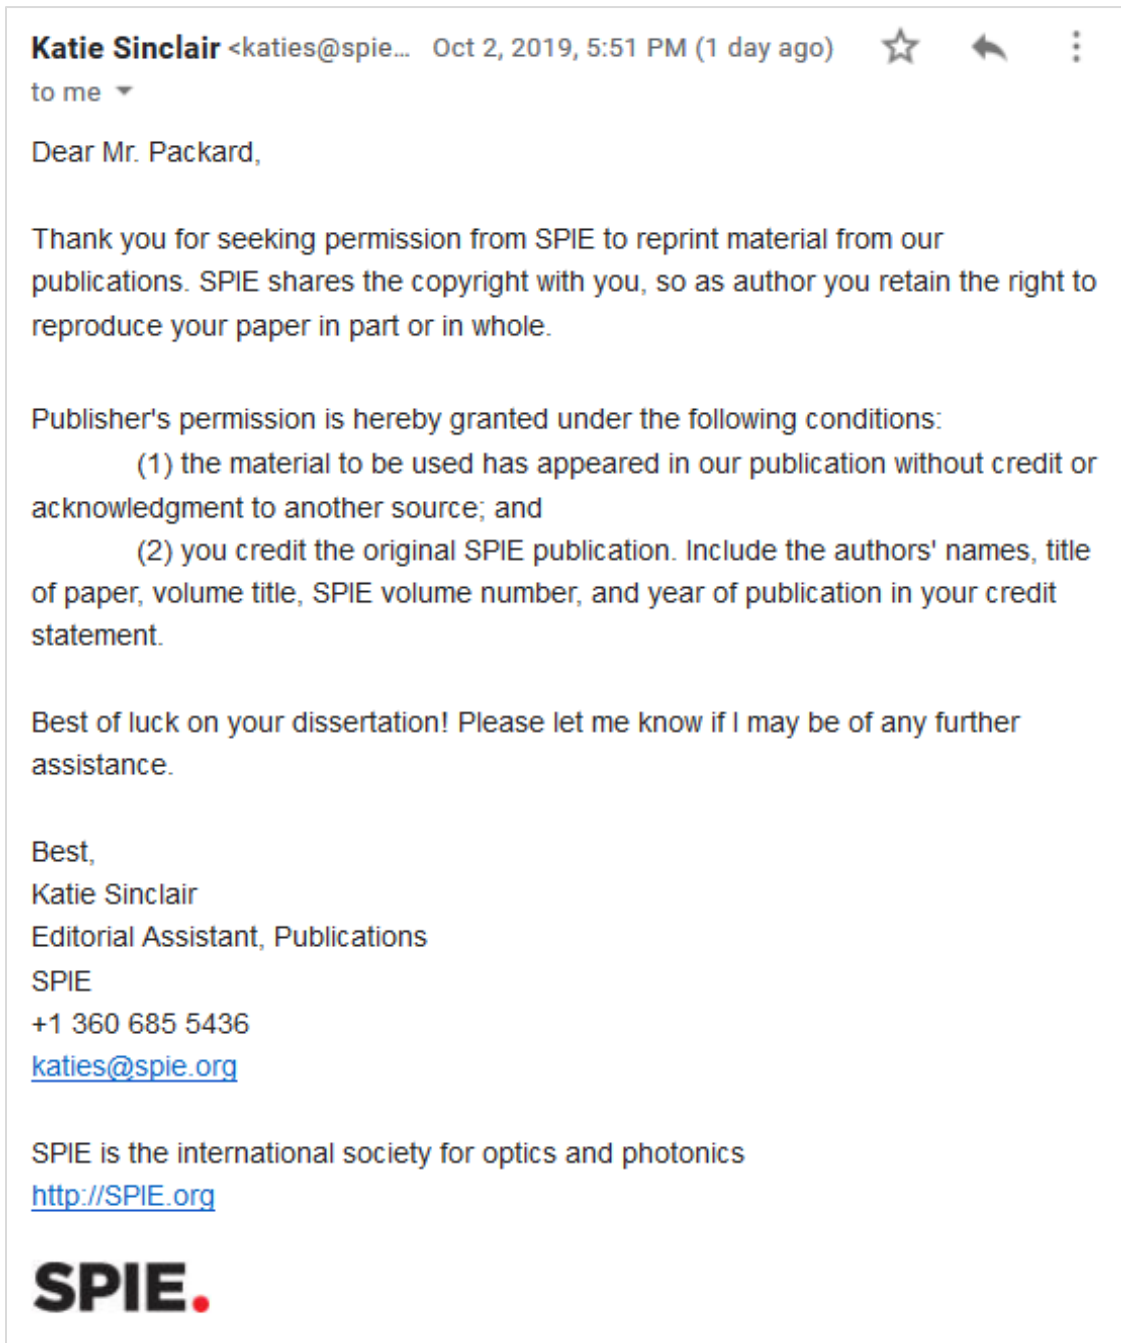 Katie Sinclair <katies@spie... Oct 2, 2019, 5:51 PM (1 day ago)
to me
Dear Mr. Packard,
Thank you for seeking permission from SPIE to reprint material from our
publications. SPIE shares the copyright with you, so as author you retain the right to
reproduce your paper in part or in whole.
Publisher's permission is hereby granted under the following conditions:
(1) the material to be used has appeared in our publication without credit or
acknowledgment to another source; and
(2) you credit the original SPIE publication. Include the authors' names, title
of paper, volume title, SPIE volume number, and year of publication in your credit
statement.
Best of luck on your dissertation! Please let me know if I may be of any further
assistance.
Best,
Katie Sinclair
Editorial Assistant, Publications
SPIE
+1 360 685 5436
katies@spie.org
SPIE is the international society for optics and photonics
http://SPIE.org
SPIE.